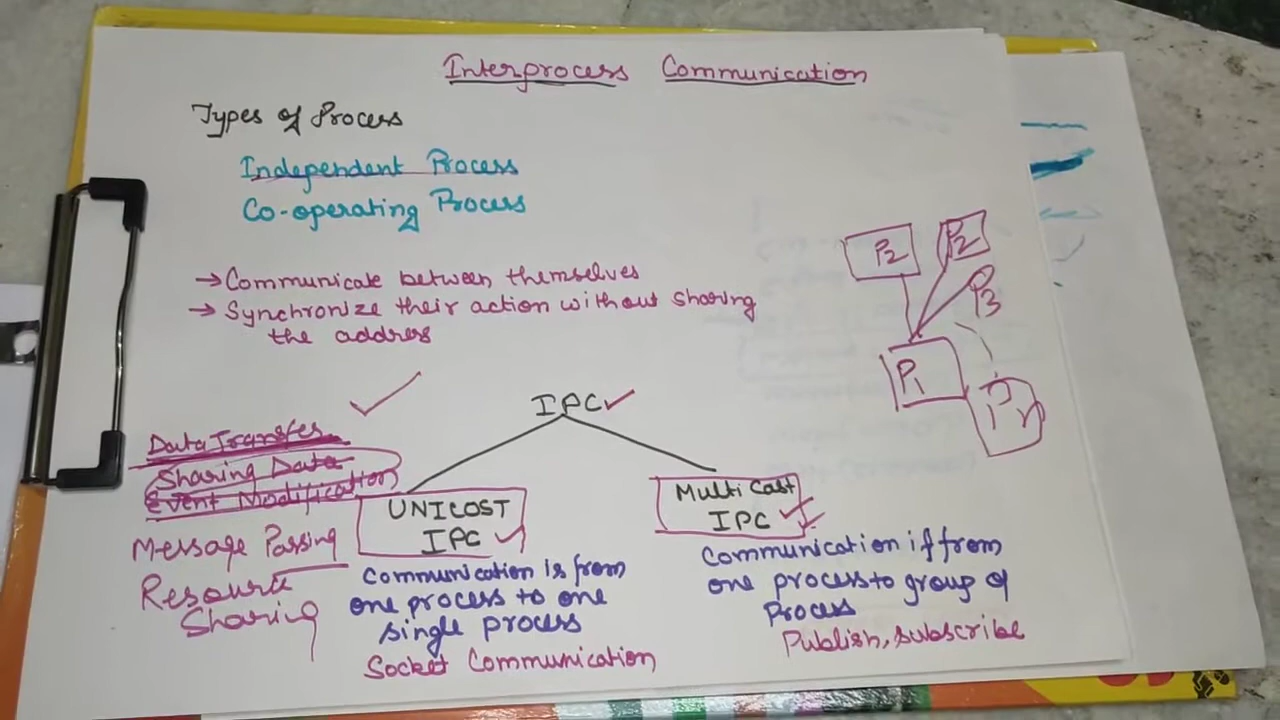 Interprocess Communication
Types of Process
Independent Process
Co-operating Process
→ Communicate between themselves
→ Synchronize their action without sharing
the address
P2
P2
P3
P1
Pn
IPC
Data Transfer
Sharing Data
Event Modification
Message Passing
Resource
Sharing
UNICOST
IPC
Communication is from
one process to one
single process
Socket Communication
Multi Cast
IPC
Communication if from
one process to group of
Process
Publish, subscribe